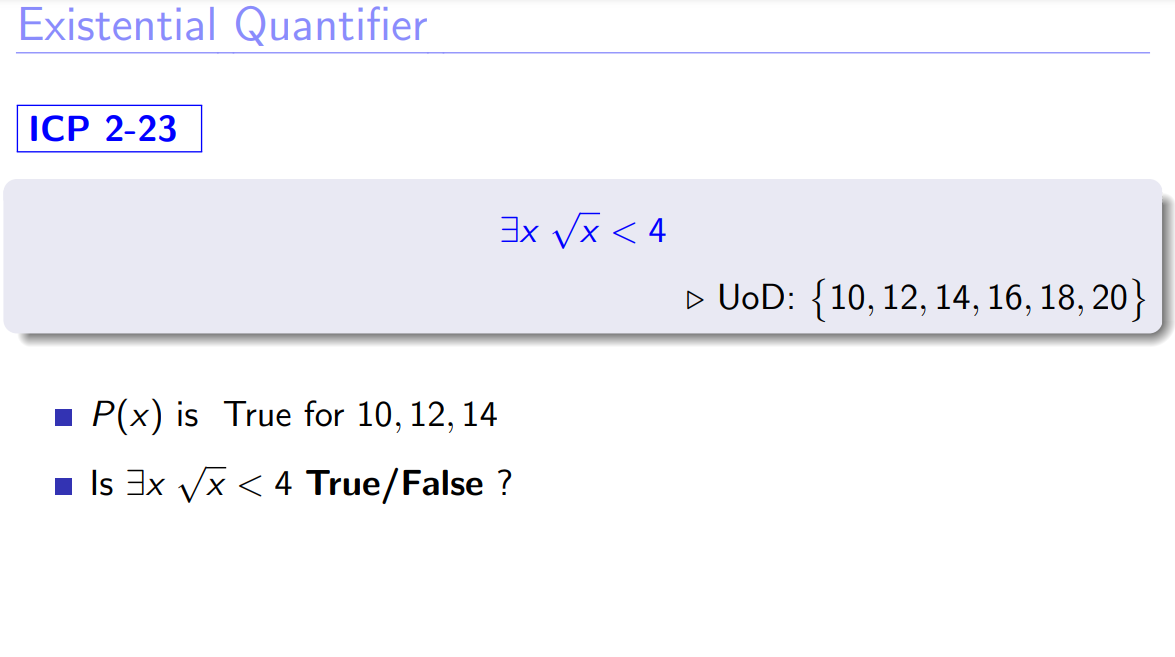 Existential Quantifier
ICP 2-23
∃x √x < 4
▷ UoD: {10, 12, 14, 16, 18, 20}
P(x) is True for 10, 12, 14
Is ∃x √x < 4 True/False ?